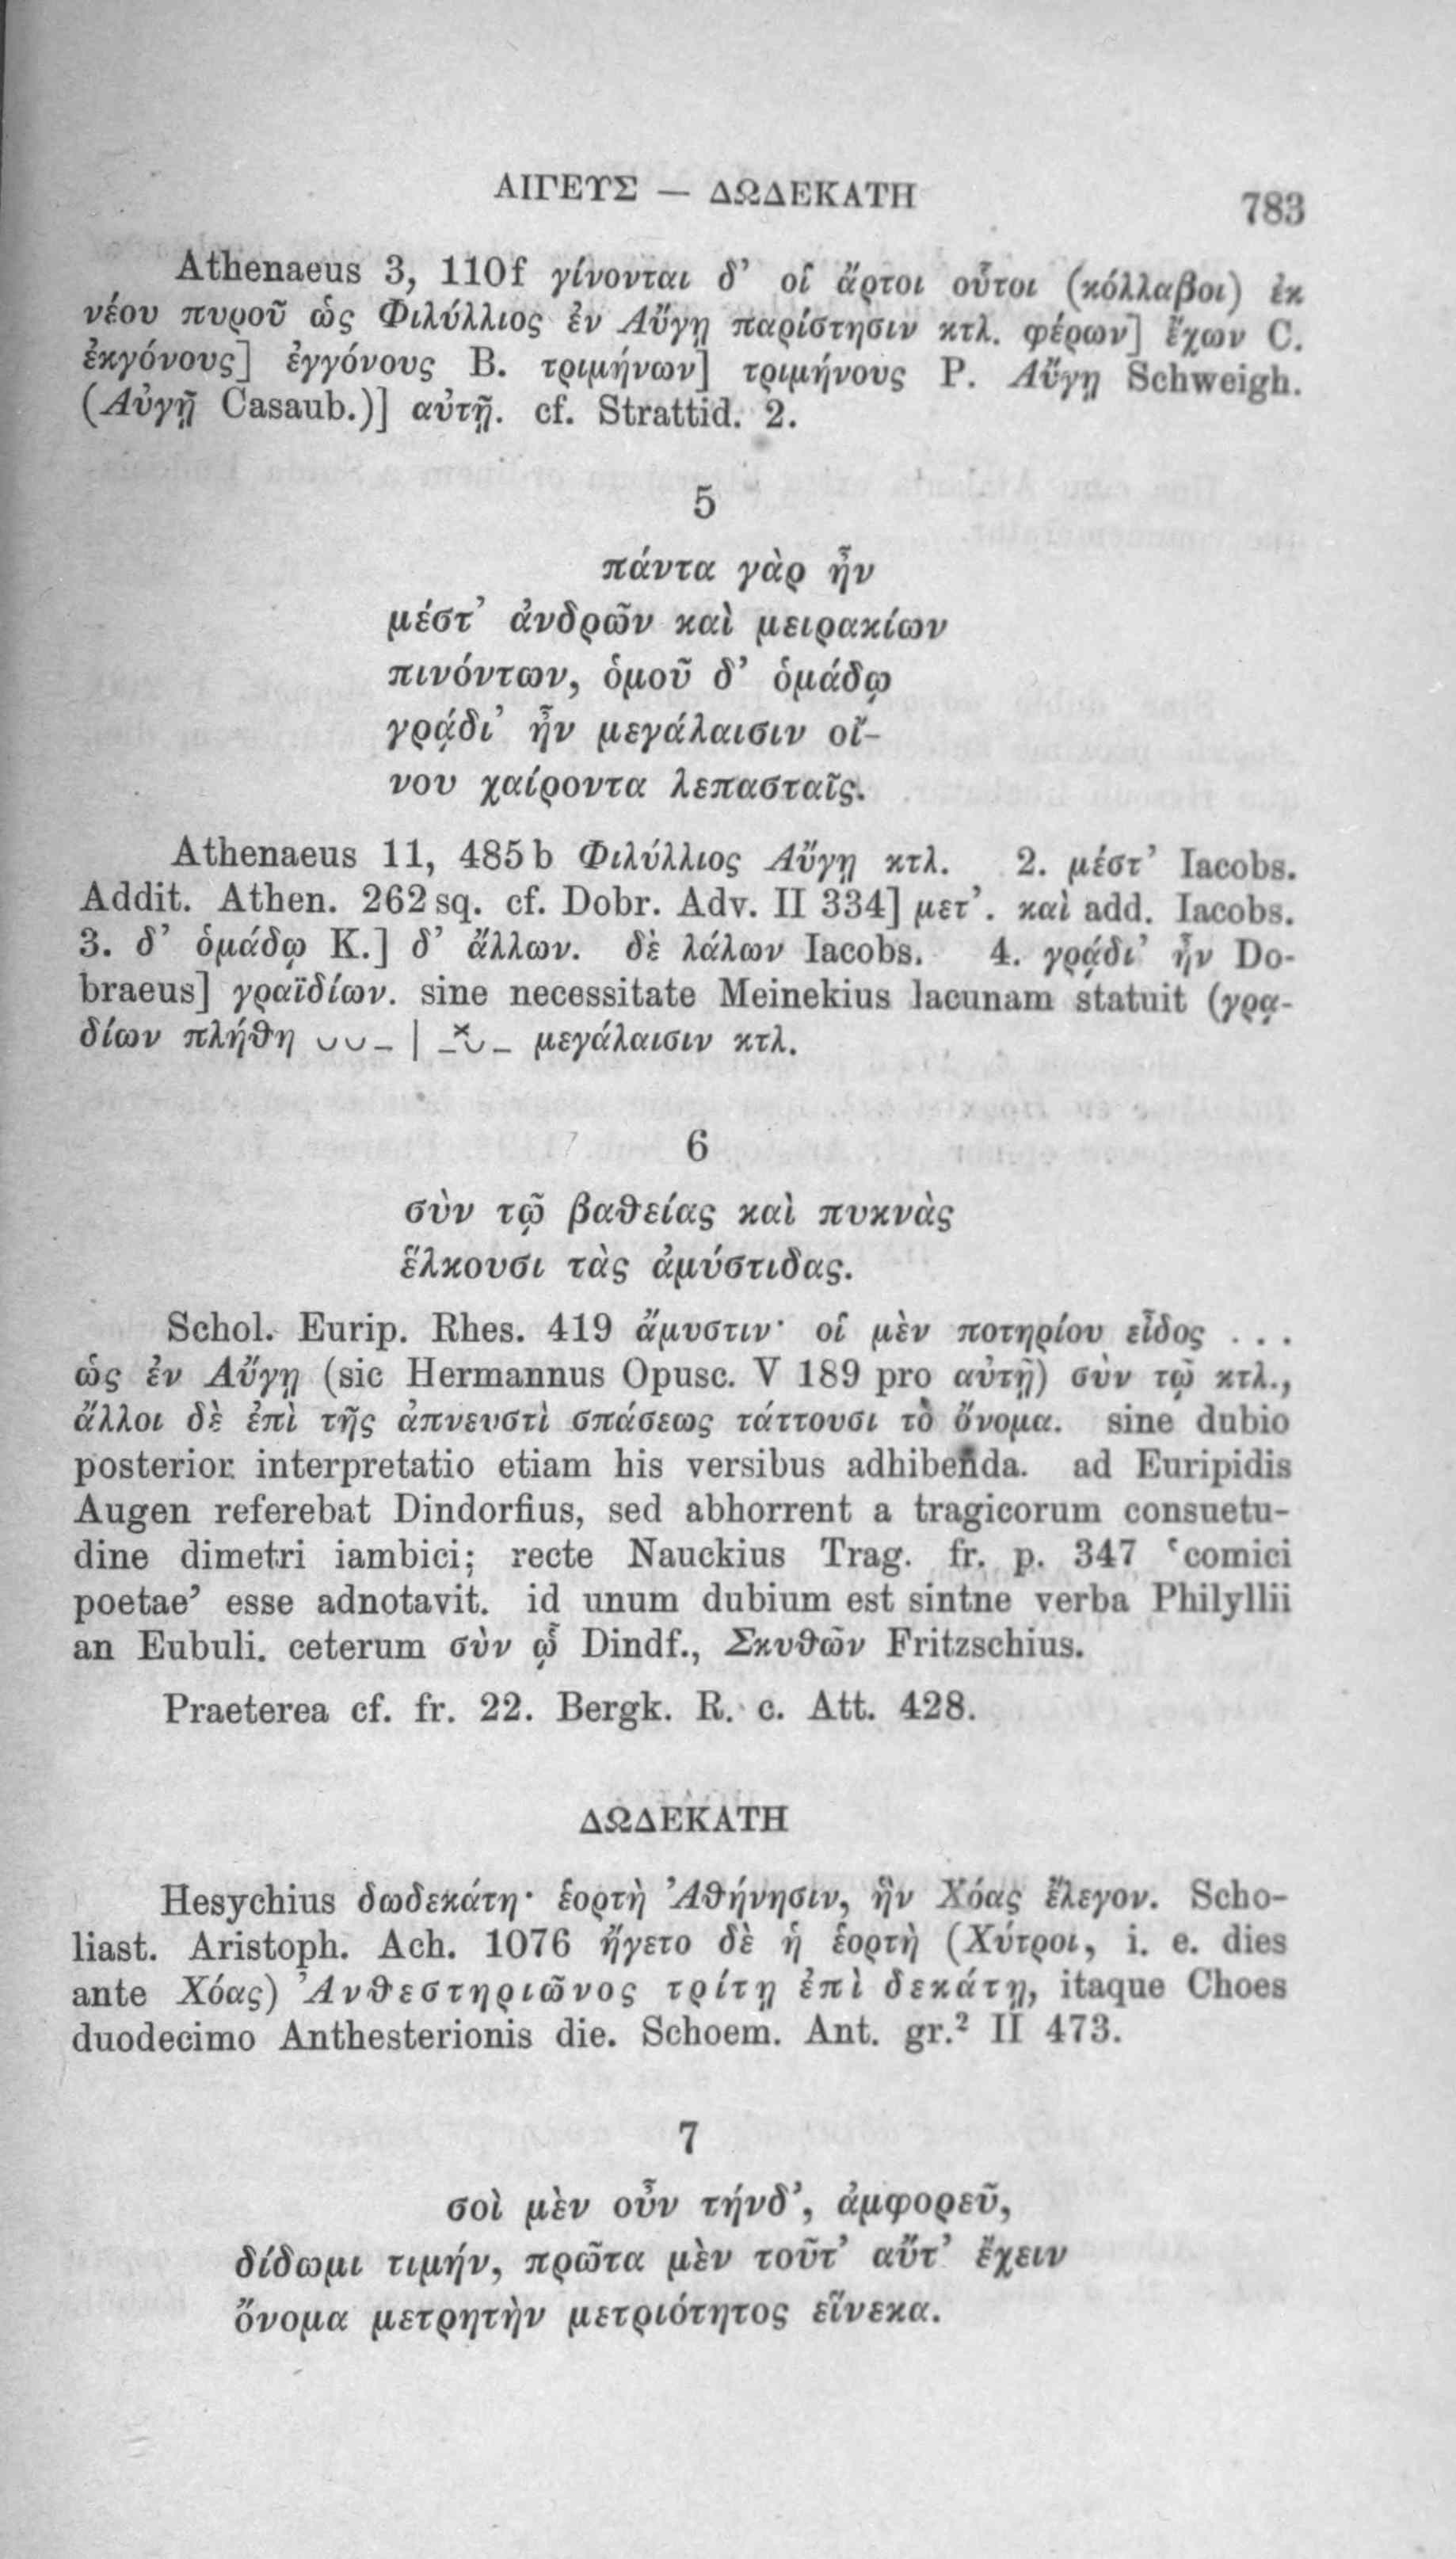 ΑΙΓΕΥΣ — ΔΩΔΕΚΑΤΗ 783
Athenaeus 3, 110f γίνονται δ’ οἱ ἄρτοι οὗτοι (κόλλαβοι) ἐκ
νέου πυροῦ ὡς Φιλύλλιος ἐν Αὔγῃ παρίστησιν κτλ. φέρων] ἔχων C.
ἐκγόνους] ἐγγόνους B. τριμήνων] τριμήνους P. Αὔγῃ Schweigh.
(Αὐγῇ Casaub.)] αὐτῇ. cf. Strattid. 2.
5
πάντα γὰρ ἦν
μέστ’ ἀνδρῶν καὶ μειρακίων
πινόντων, ὁμοῦ δ’ ὁμάδῳ
γρᾴδι’ ἦν μεγάλαισιν οἴ-
νου χαίροντα λεπασταῖς.
Athenaeus 11, 485b Φιλύλλιος Αὔγῃ κτλ. 2. μέστ’ Iacobs.
Addit. Athen. 262 sq. cf. Dobr. Adv. II 334] μετ’. καὶ add. Iacobs.
3. δ’ ὁμάδῳ K.] δ’ ἄλλων. δὲ λάλων Iacobs. 4. γρᾴδι’ ἦν Do-
braeus] γραϊδίων. sine necessitate Meinekius lacunam statuit (γρᾳ-
δίων πλήθη ⏑⏑– | –×⏑– μεγάλαισιν κτλ.
6
σὺν τῷ βαθείας καὶ πυκνὰς
ἕλκουσι τὰς ἀμύστιδας.
Schol. Eurip. Rhes. 419 ἄμυστιν· οἱ μὲν ποτηρίου εἶδος . . .
ὡς ἐν Αὔγῃ (sic Hermannus Opusc. V 189 pro αὐτῇ) σὺν τῷ κτλ.,
ἄλλοι δὲ ἐπὶ τῆς ἀπνευστὶ σπάσεως τάττουσι τὸ ὄνομα. sine dubio
posterior interpretatio etiam his versibus adhibenda. ad Euripidis
Augen referebat Dindorfius, sed abhorrent a tragicorum consuetu-
dine dimetri iambici; recte Nauckius Trag. fr. p. 347 ‘comici
poetae’ esse adnotavit. id unum dubium est sintne verba Philyllii
an Eubuli. ceterum σὺν ᾧ Dindf., Σκυθῶν Fritzschius.
Praeterea cf. fr. 22. Bergk. R. c. Att. 428.
ΔΩΔΕΚΑΤΗ
Hesychius δωδεκάτη· ἑορτὴ Ἀθήνησιν, ἣν Χόας ἔλεγον. Scho-
liast. Aristoph. Ach. 1076 ἤγετο δὲ ἡ ἑορτὴ (Χύτροι, i. e. dies
ante Χόας) Ἀνθεστηριῶνος τρίτῃ ἐπὶ δεκάτῃ, itaque Choes
duodecimo Anthesterionis die. Schoem. Ant. gr.² II 473.
7
σοὶ μὲν οὖν τήνδ’, ἀμφορεῦ,
δίδωμι τιμήν, πρῶτα μὲν τοῦτ’ αὔτ’ ἔχειν
ὄνομα μετρητὴν μετριότητος εἵνεκα.